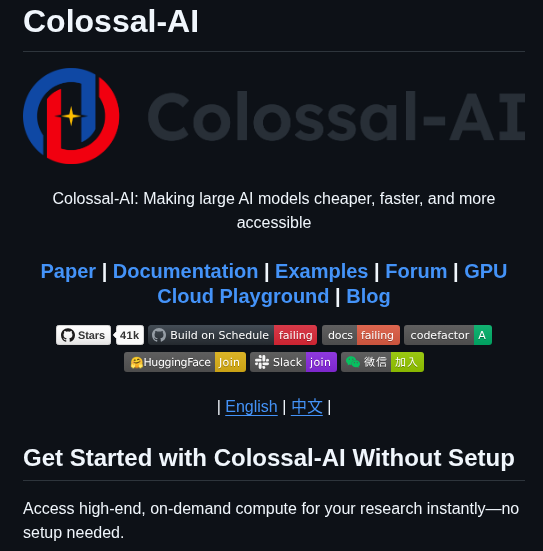 Colossal-AI
Colossal-AI
Colossal-AI: Making large AI models cheaper, faster, and more
accessible
Paper | Documentation | Examples | Forum | GPU
Cloud Playground | Blog
Stars 41k Build on Schedule failing docs failing codefactor A
HuggingFace Join Slack join 微信 加入
| English | 中文 |
Get Started with Colossal-AI Without Setup
Access high-end, on-demand compute for your research instantly—no
setup needed.